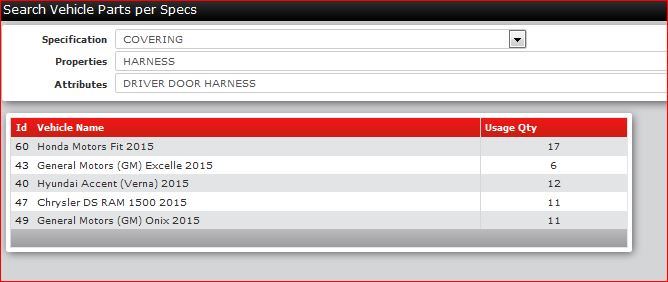 Search Vehicle Parts per Specs
Specification COVERING
Properties HARNESS
Attributes DRIVER DOOR HARNESS
Id Vehicle Name Usage Qty
60 Honda Motors Fit 2015 17
43 General Motors (GM) Excelle 2015 6
40 Hyundai Accent (Verna) 2015 12
47 Chrysler DS RAM 1500 2015 11
49 General Motors (GM) Onix 2015 11